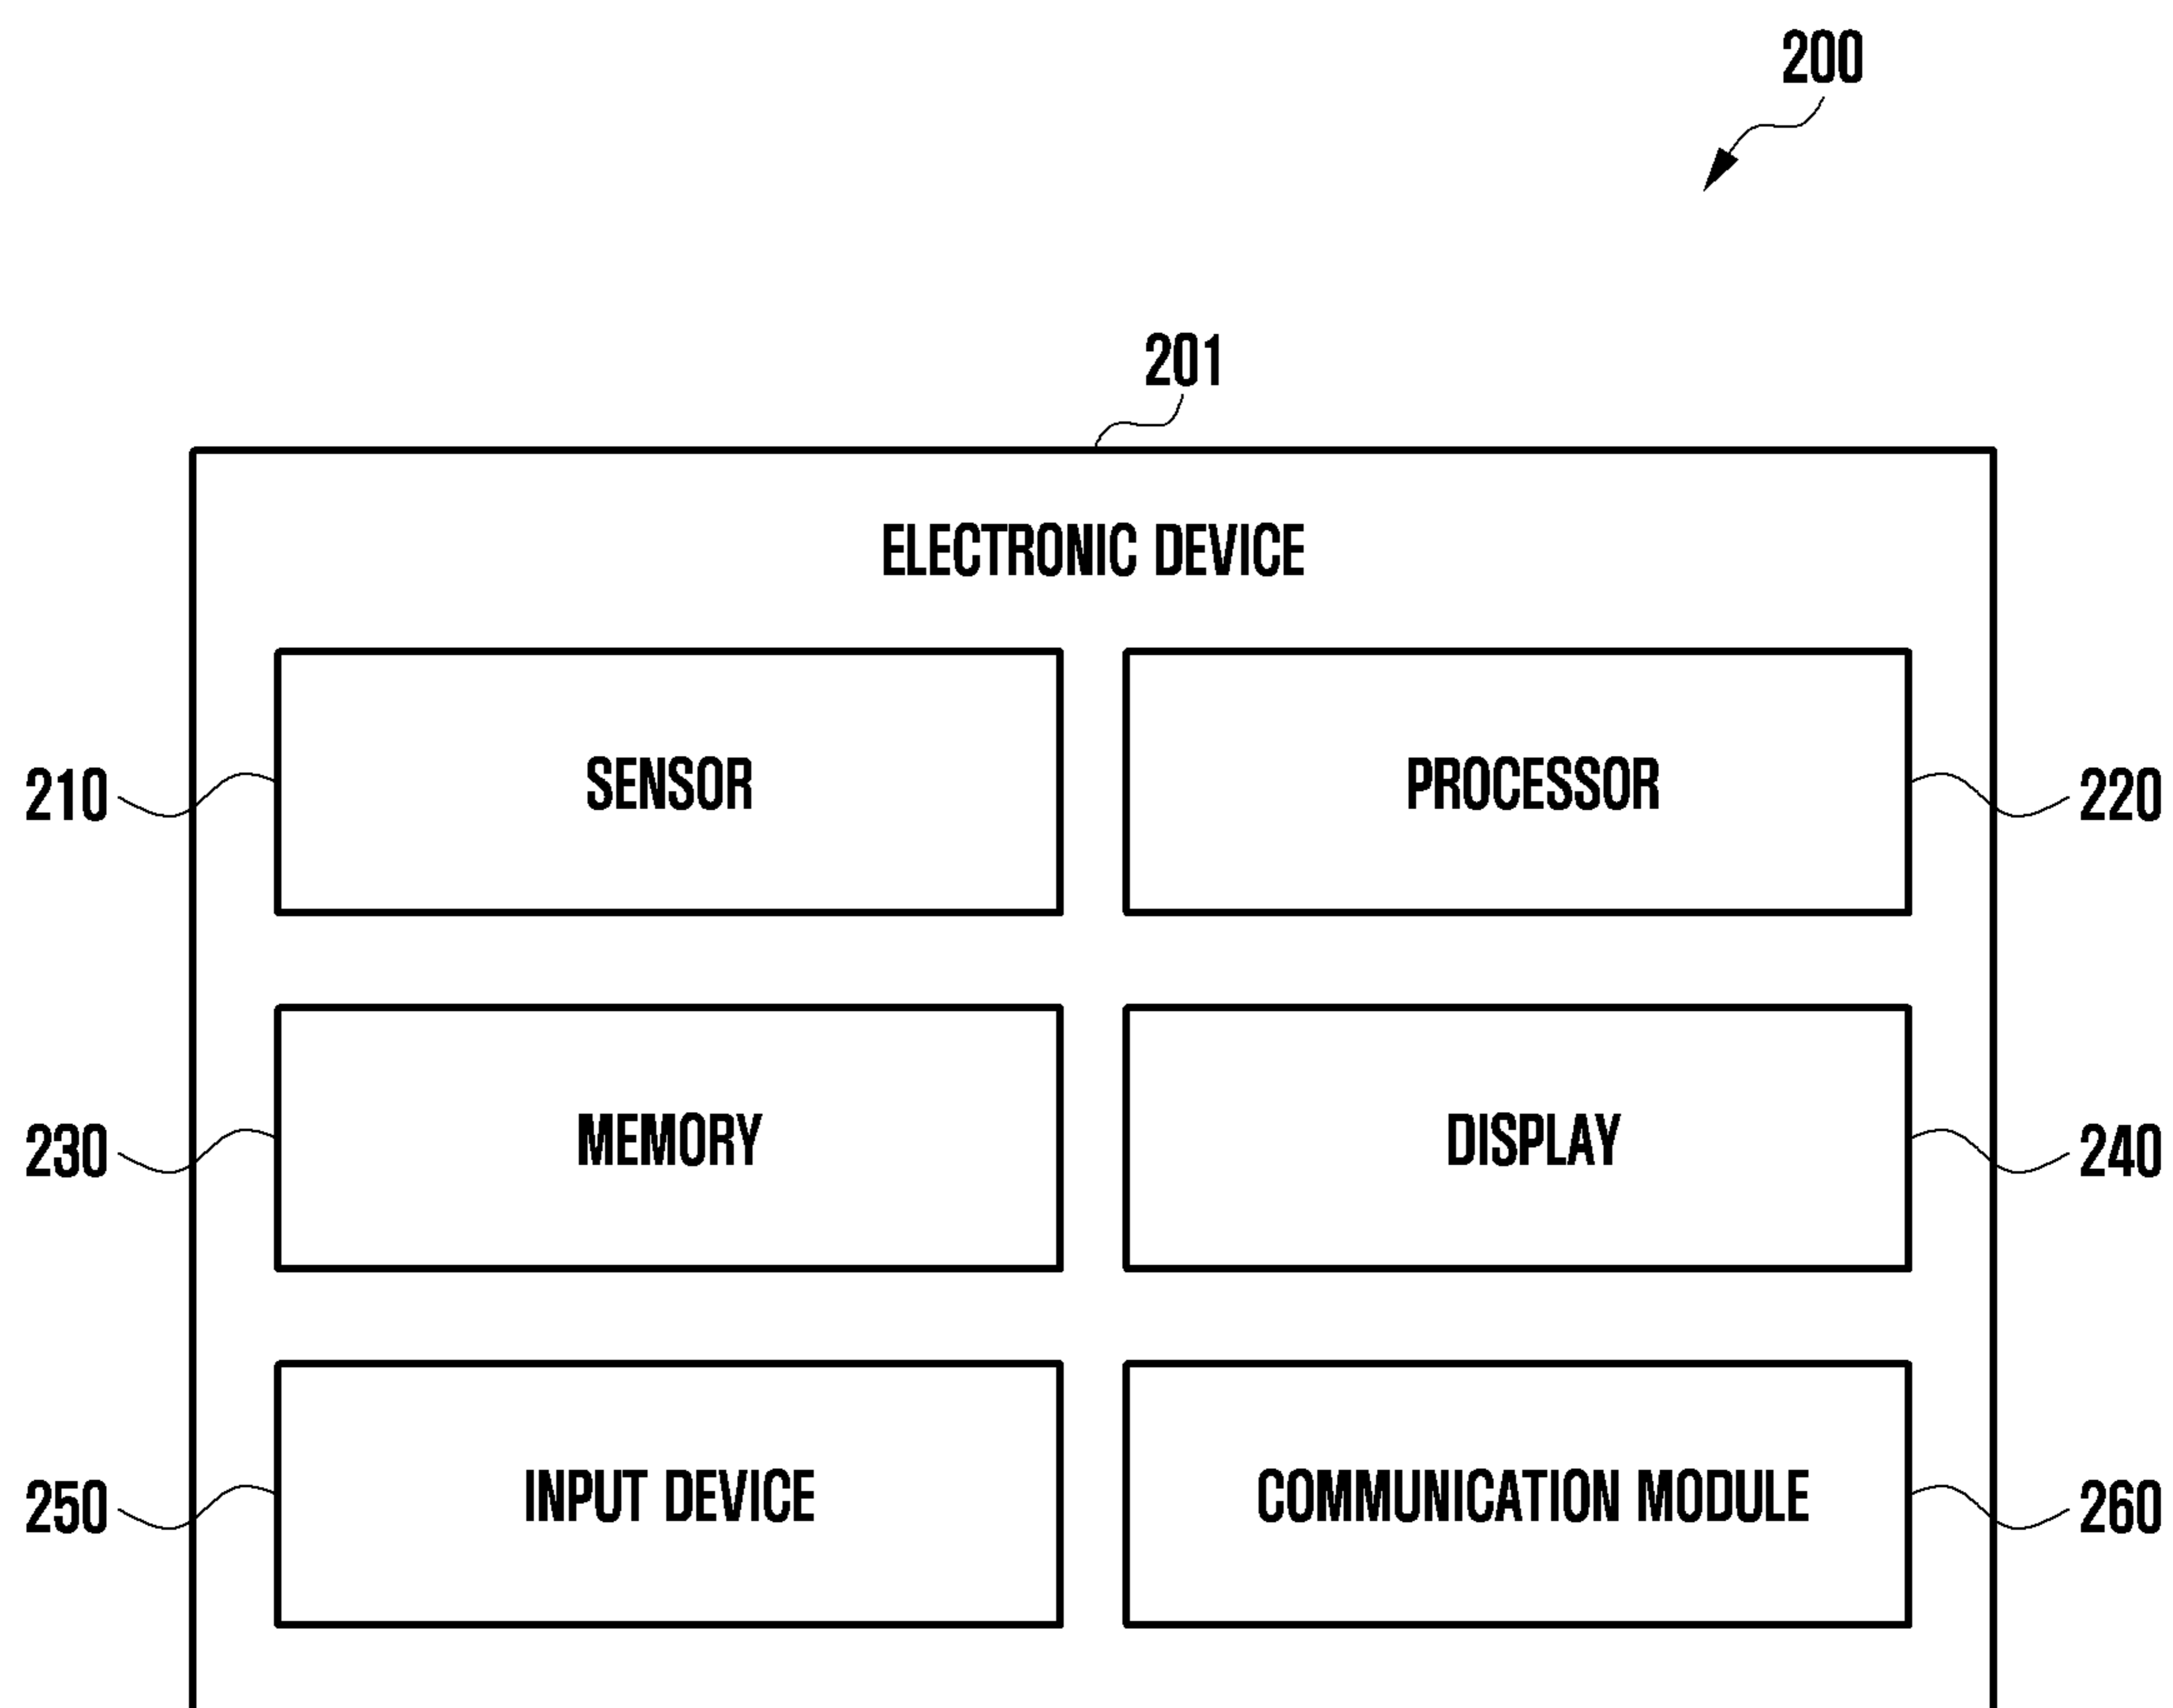 200
201
ELECTRONIC DEVICE
210 SENSOR PROCESSOR 220
230 MEMORY DISPLAY 240
250 INPUT DEVICE COMMUNICATION MODULE 260